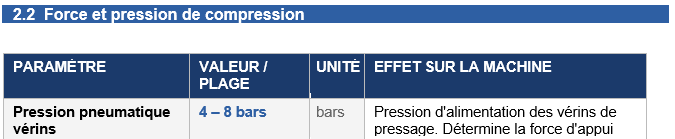 2.2 Force et pression de compression
PARAMÈTRE
VALEUR /
PLAGE
UNITÉ
EFFET SUR LA MACHINE
Pression pneumatique
vérins
4 – 8 bars
bars
Pression d'alimentation des vérins de
pressage. Détermine la force d'appui